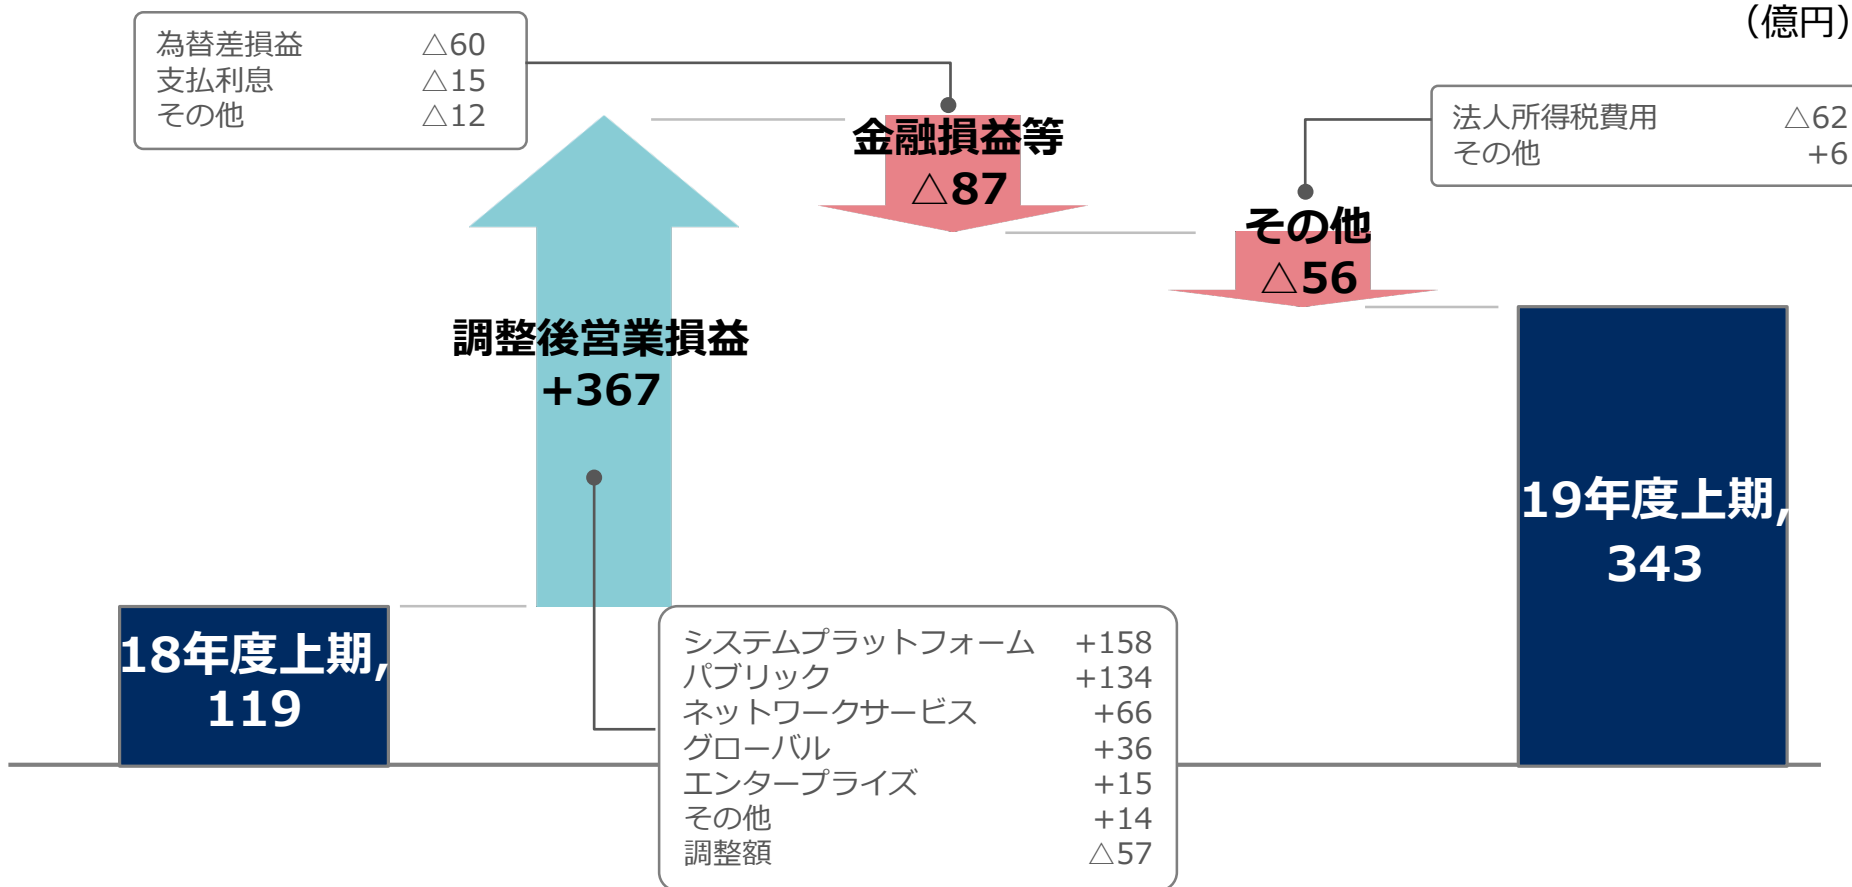 （億円）
為替差損益 △60
支払利息 △15
その他 △12
金融損益等
△87
法人所得税費用 △62
その他 +6
その他
△56
調整後営業損益
+367
19年度上期,
343
18年度上期,
119
システムプラットフォーム +158
パブリック +134
ネットワークサービス +66
グローバル +36
エンタープライズ +15
その他 +14
調整額 △57